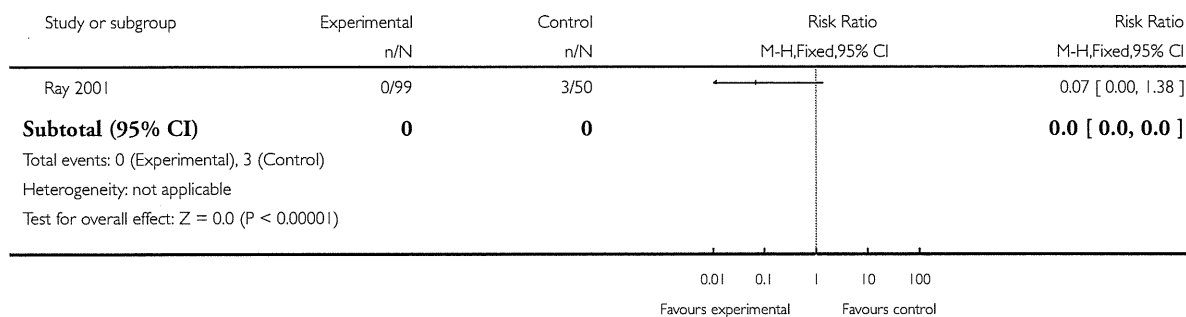 Study or subgroup Experimental Control Risk Ratio Risk Ratio
n/N n/N M-H,Fixed,95% CI M-H,Fixed,95% CI
Ray 2001 0/99 3/50 0.07 [ 0.00, 1.38 ]
Subtotal (95% CI) 0 0 0.0 [ 0.0, 0.0 ]
Total events: 0 (Experimental), 3 (Control)
Heterogeneity: not applicable
Test for overall effect: Z = 0.0 (P < 0.00001)
0.01 0.1 1 10 100
Favours experimental Favours control